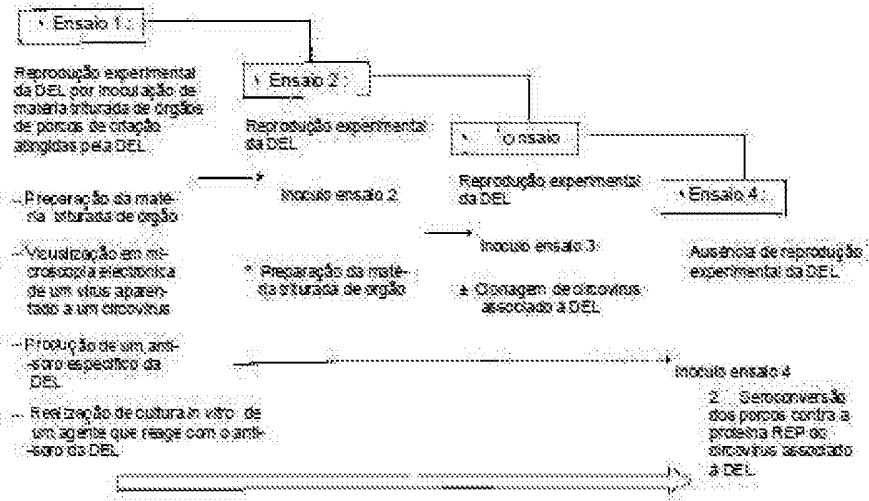 Ensaio 1 :
Reprodução experimental
da DEL por inoculação de
matéria triturada de órgãos
de porcos de criação
atingidos pela DEL
– Preparação da maté-
ria triturada de órgão
– Visualização em mi-
croscopia electrónica
de um vírus aparen-
tado a um circovírus
– Produção de um anti-
-soro específico da
DEL
– Realização de cultura in vitro de
um agente que reage com o anti-
-soro da DEL
Ensaio 2 :
Reprodução experimental
da DEL
Inoculo ensaio 2
* Preparação da maté-
ria triturada de órgão
Reprodução experimental
da DEL
Inoculo ensaio 3
Clonagem de circovírus
associado à DEL
Ensaio 4 :
Ausência de reprodução
experimental da DEL
Inoculo ensaio 4
2 Seroconversão
dos porcos contra a
proteína REP do
circovírus associado
à DEL